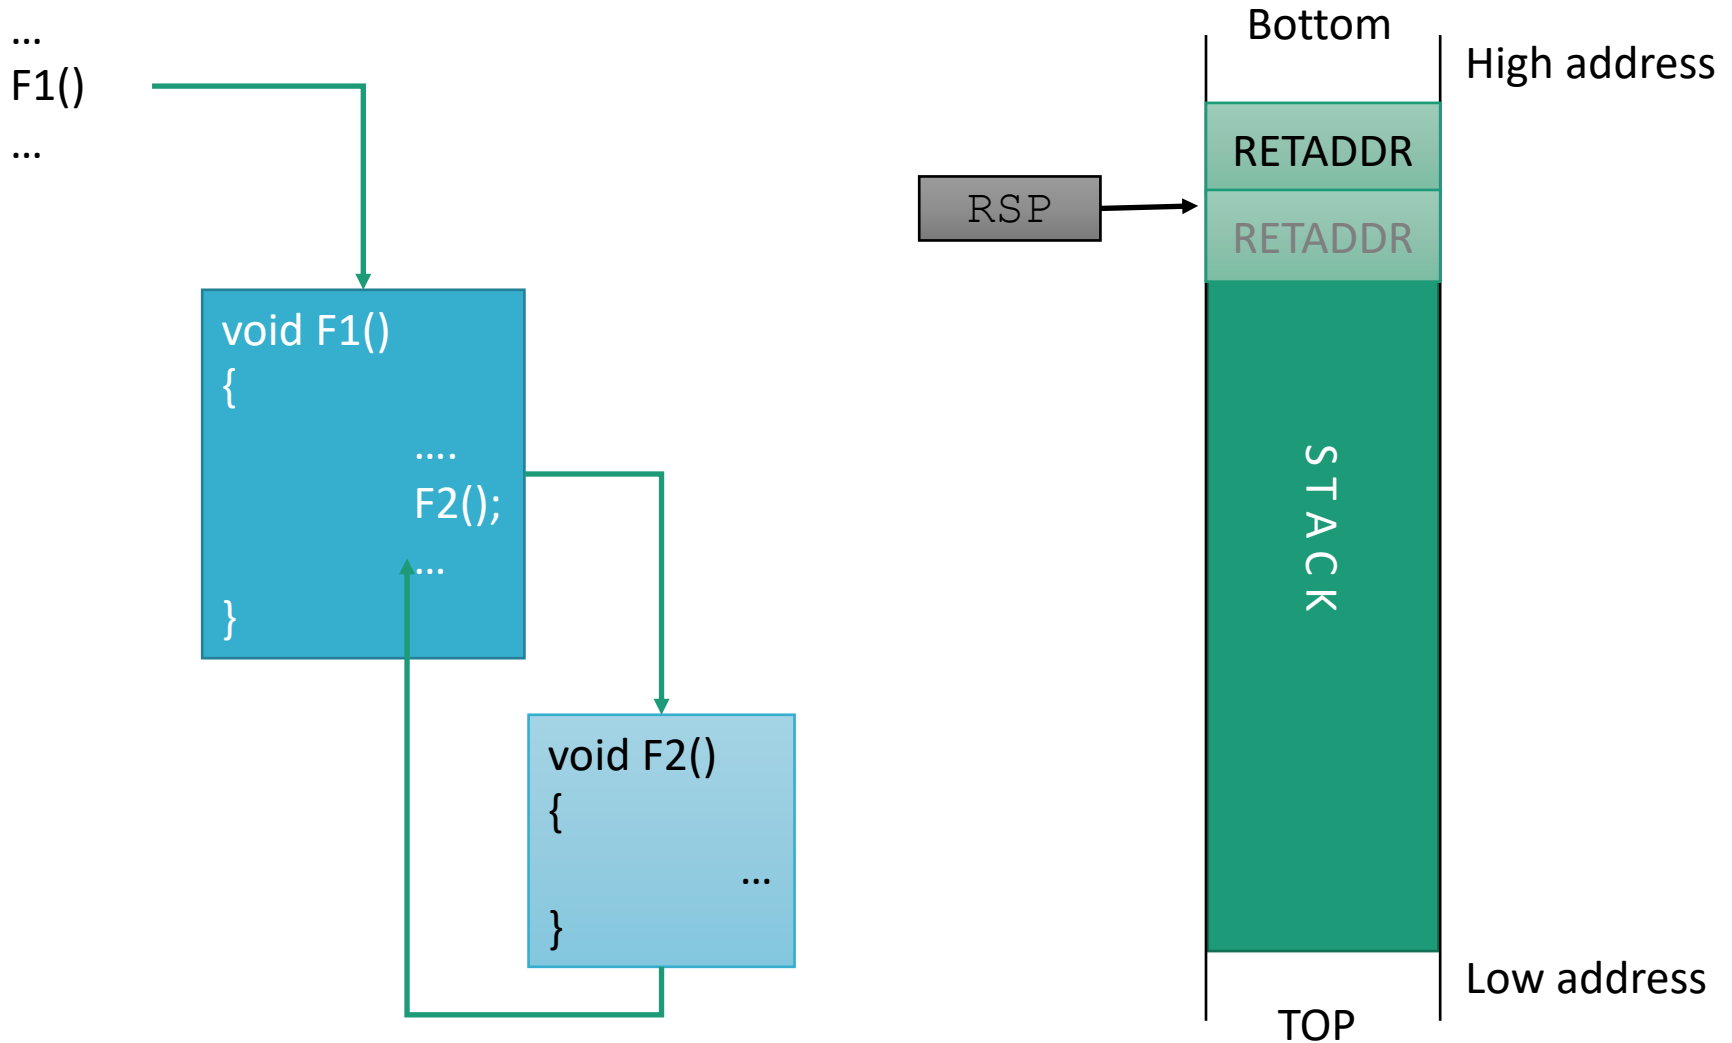 …
F1()
…
void F1()
{
….
F2();
…
}
void F2()
{
…
}
RSP
Bottom
High address
RETADDR
RETADDR
STACK
Low address
TOP